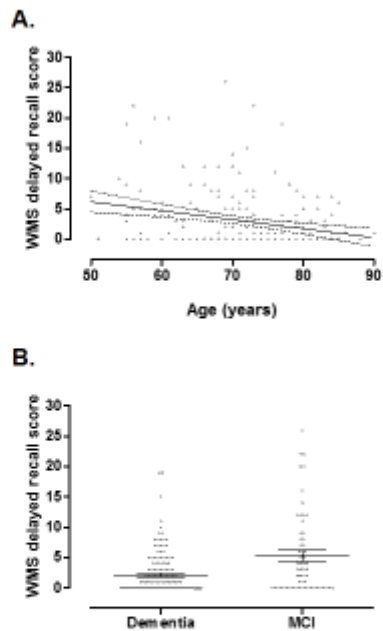 A.
WMS delayed recall score
30
25
20
15
10
5
0
50 60 70 80 90
Age (years)
B.
WMS delayed recall score
30
25
20
15
10
5
0
Dementia MCI